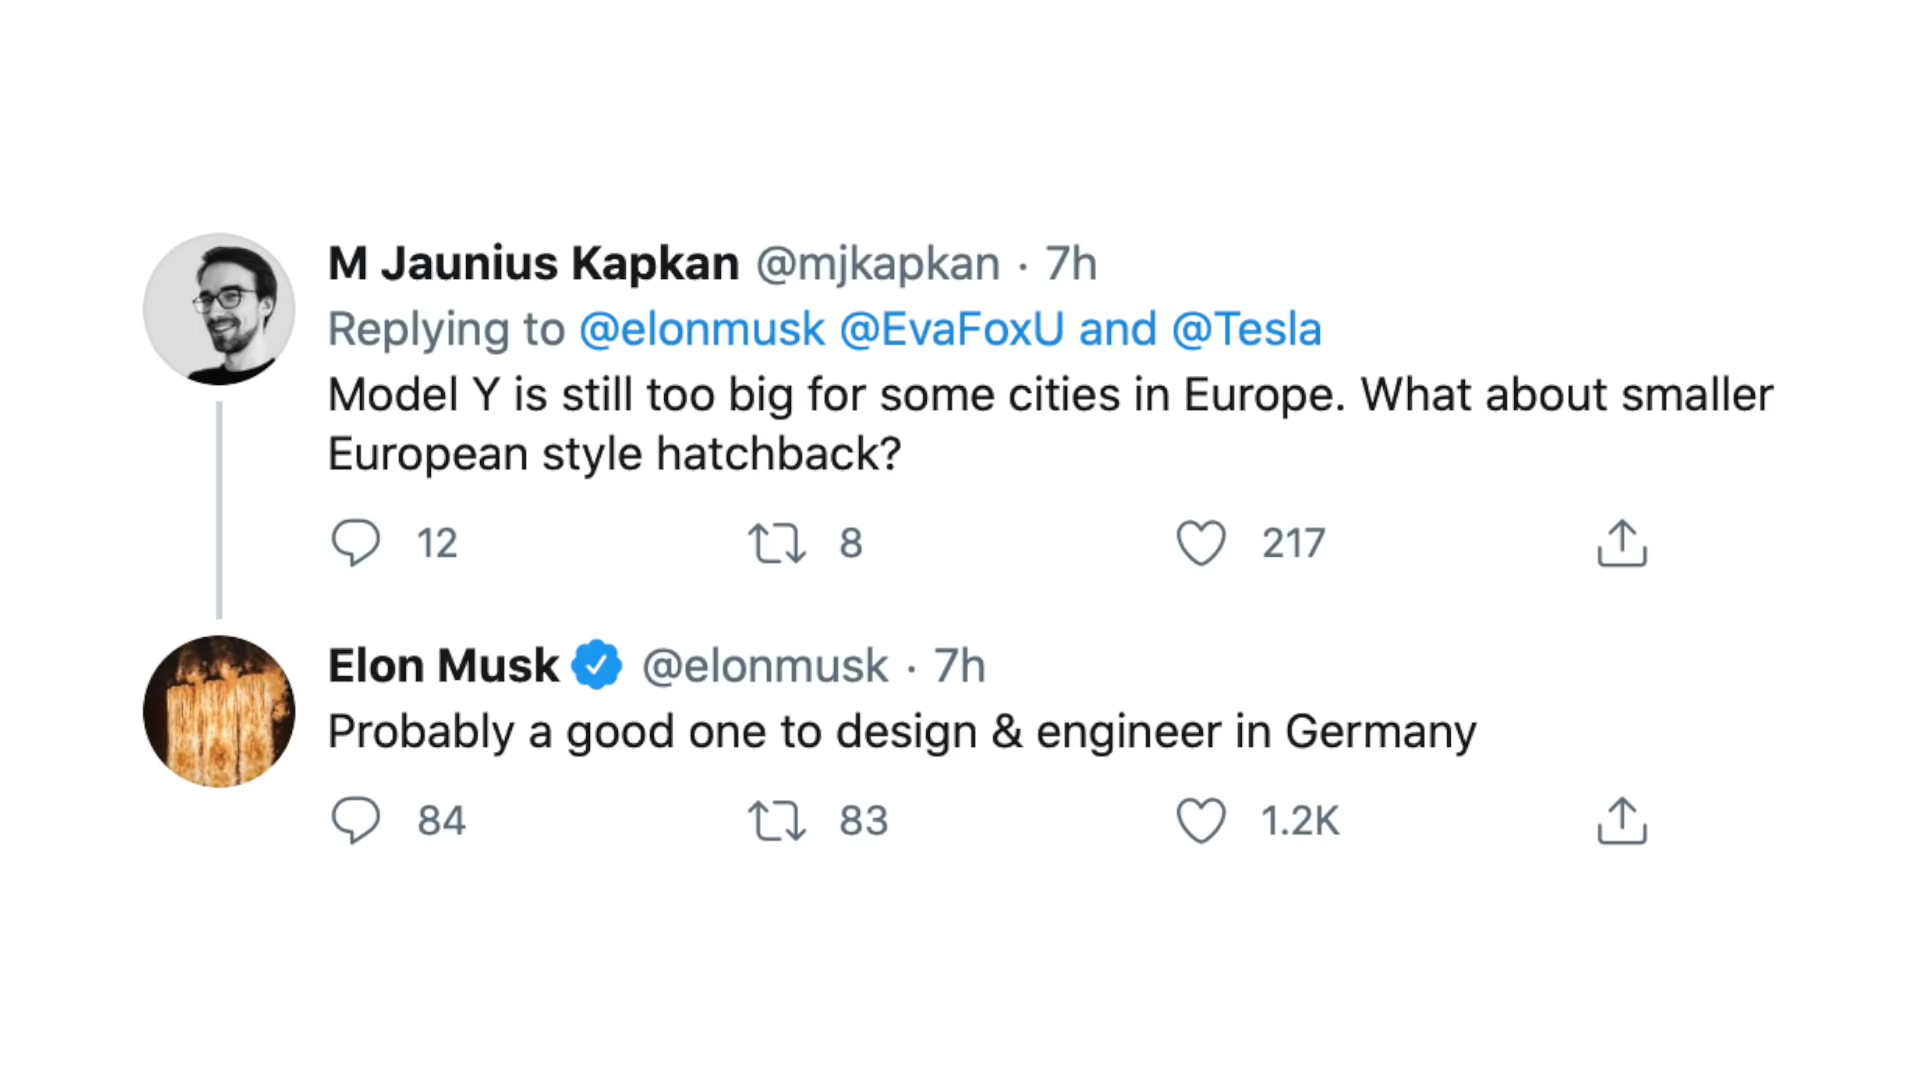 M Jaunius Kapkan @mjkapkan · 7h
Replying to @elonmusk @EvaFoxU and @Tesla
Model Y is still too big for some cities in Europe. What about smaller
European style hatchback?
12 8 217
Elon Musk @elonmusk · 7h
Probably a good one to design & engineer in Germany
84 83 1.2K